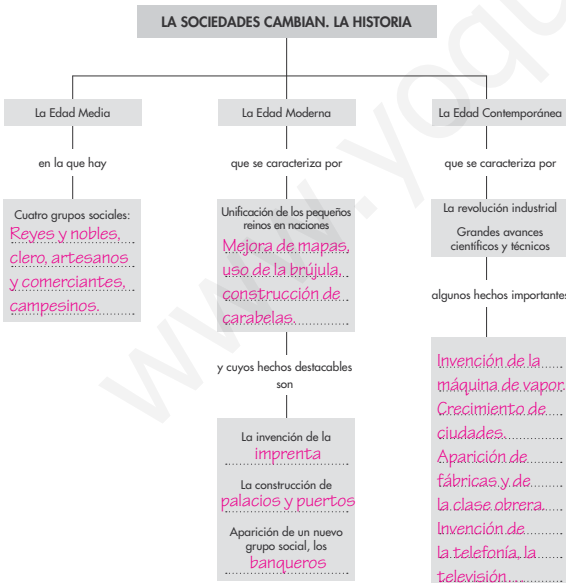 LA SOCIEDADES CAMBIAN. LA HISTORIA
La Edad Media
en la que hay
Cuatro grupos sociales:
Reyes y nobles,
clero, artesanos
y comerciantes,
campesinos.
La Edad Moderna
que se caracteriza por
Unificación de los pequeños
reinos en naciones
Mejora de mapas,
uso de la brújula,
construcción de
carabelas.
y cuyos hechos destacables
son
La invención de la
imprenta
La construcción de
palacios y puertos
Aparición de un nuevo
grupo social, los
banqueros
La Edad Contemporánea
que se caracteriza por
La revolución industrial
Grandes avances
científicos y técnicos
algunos hechos importantes
Invención de la
máquina de vapor.
Crecimiento de
ciudades.
Aparición de
fábricas y de
la clase obrera.
Invención de
la telefonía, la
televisión...
www.yoqu